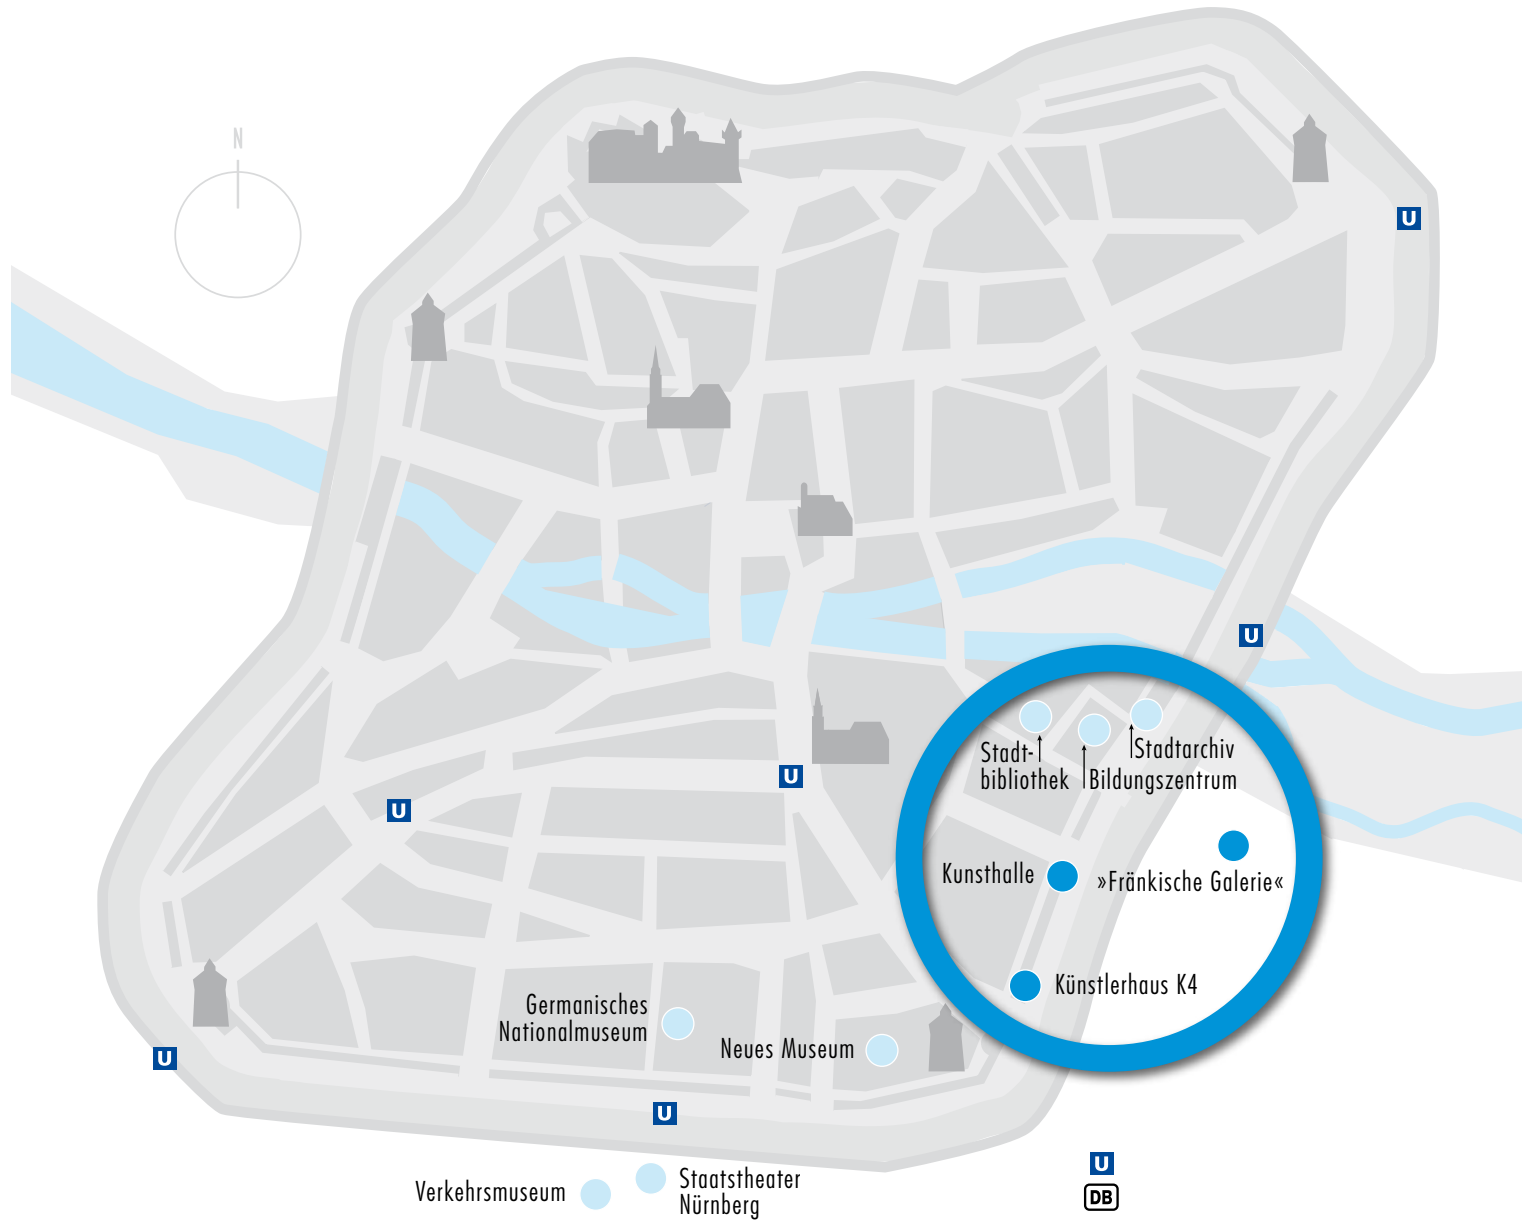 N
U
U
Stadt-
bibliothek
Stadtarchiv
Bildungszentrum
U
U
Kunsthalle
»Fränkische Galerie«
Künstlerhaus K4
Germanisches
Nationalmuseum
Neues Museum
U
U
U
DB
Verkehrsmuseum
Staatstheater
Nürnberg